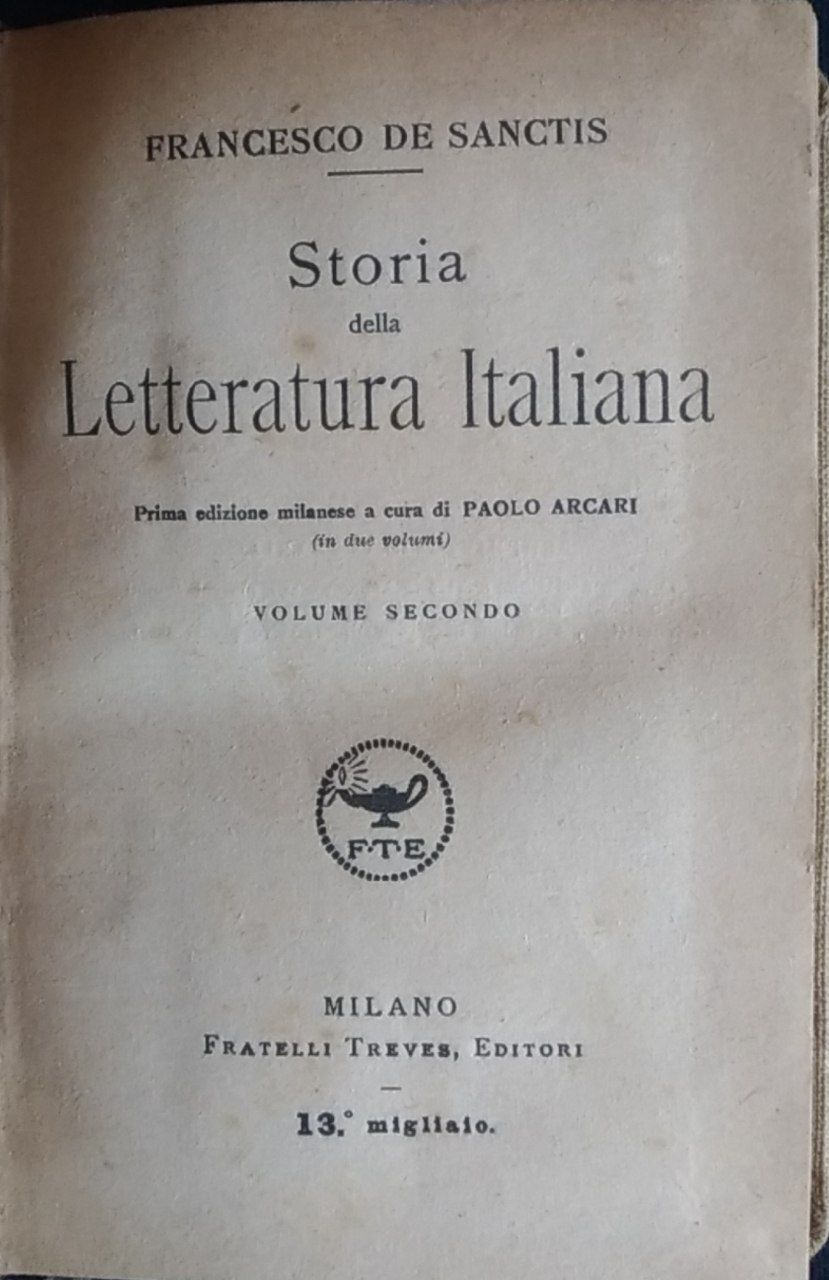 FRANCESCO DE SANCTIS
Storia
della
Letteratura Italiana
Prima edizione milanese a cura di PAOLO ARCARI
(in due volumi)
VOLUME SECONDO
F·T·E
MILANO
FRATELLI TREVES, EDITORI
13.° migliaio.